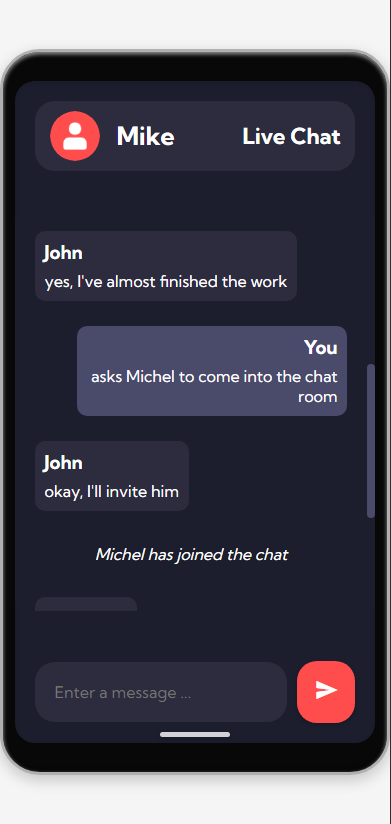 Mike
Live Chat
John
yes, I've almost finished the work
You
asks Michel to come into the chat
room
John
okay, I'll invite him
Michel has joined the chat
Enter a message ...